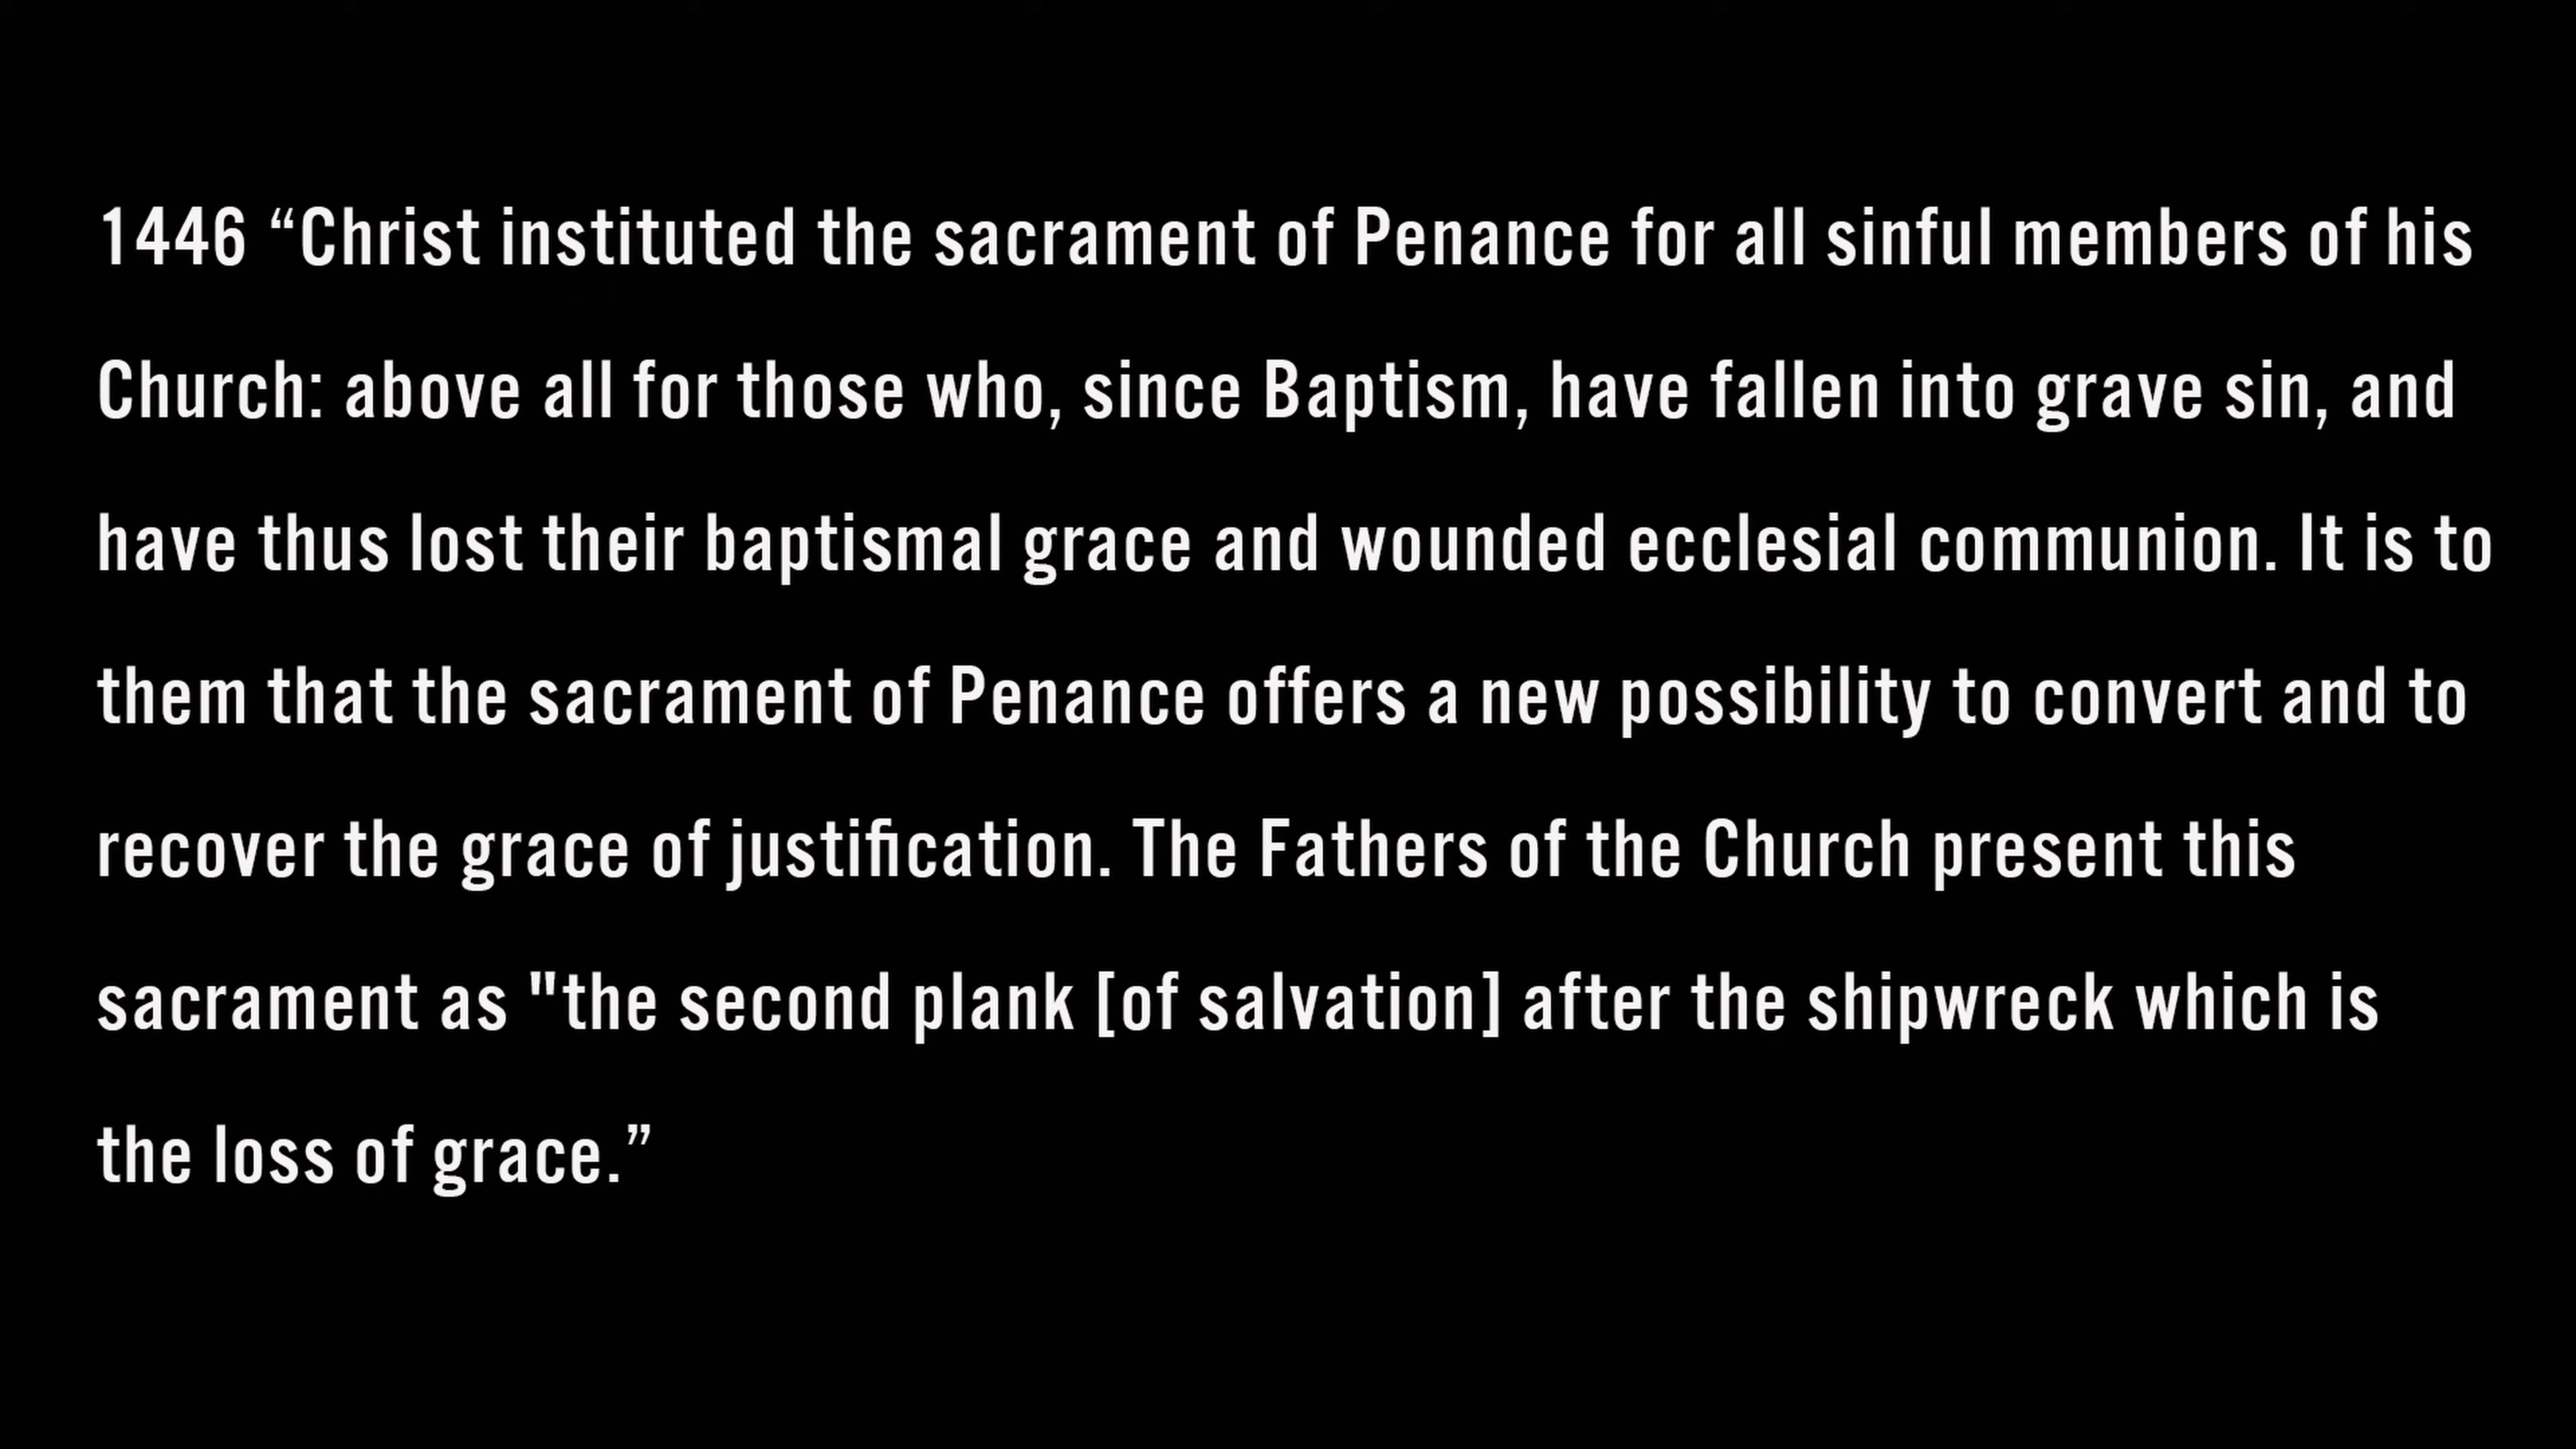 1446 “Christ instituted the sacrament of Penance for all sinful members of his
Church: above all for those who, since Baptism, have fallen into grave sin, and
have thus lost their baptismal grace and wounded ecclesial communion. It is to
them that the sacrament of Penance offers a new possibility to convert and to
recover the grace of justification. The Fathers of the Church present this
sacrament as "the second plank [of salvation] after the shipwreck which is
the loss of grace.”